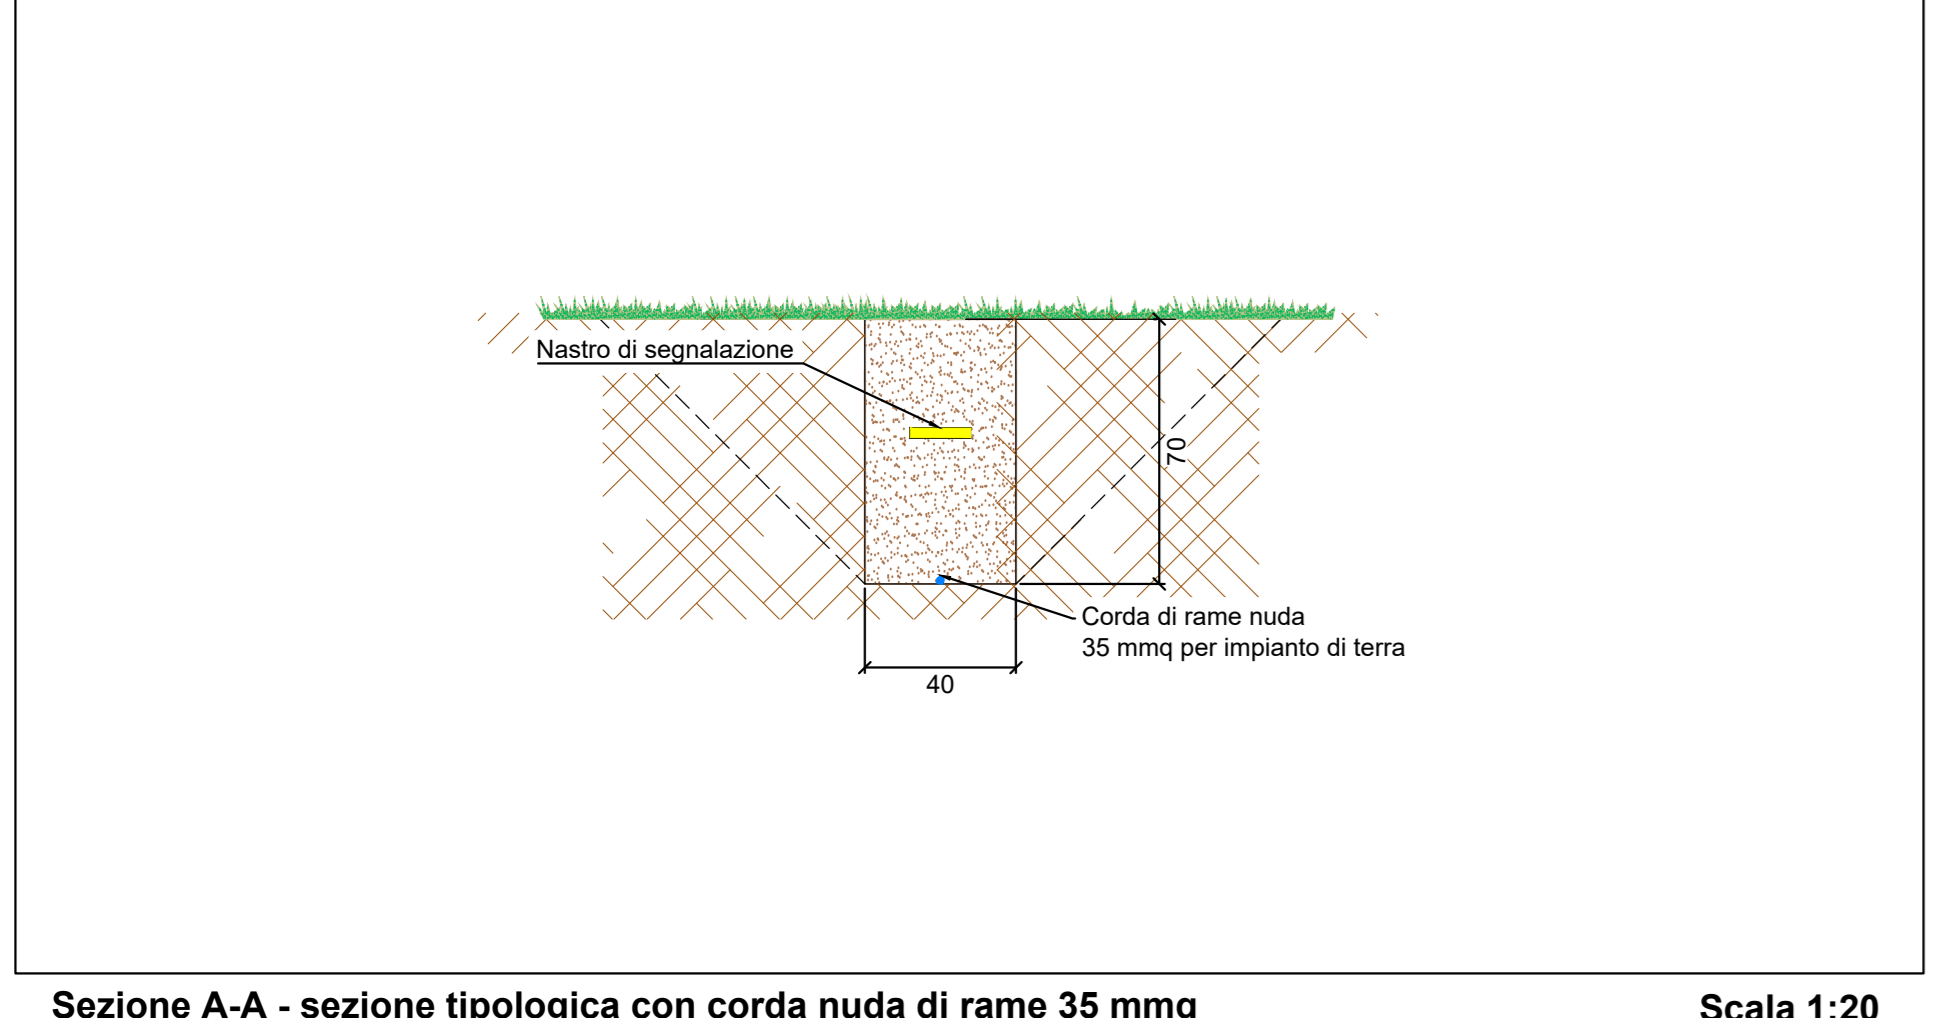 Nastro di segnalazione
70
Corda di rame nuda
35 mmq per impianto di terra
40
Sezione A-A - sezione tipologica con corda nuda di rame 35 mmq
Scala 1:20